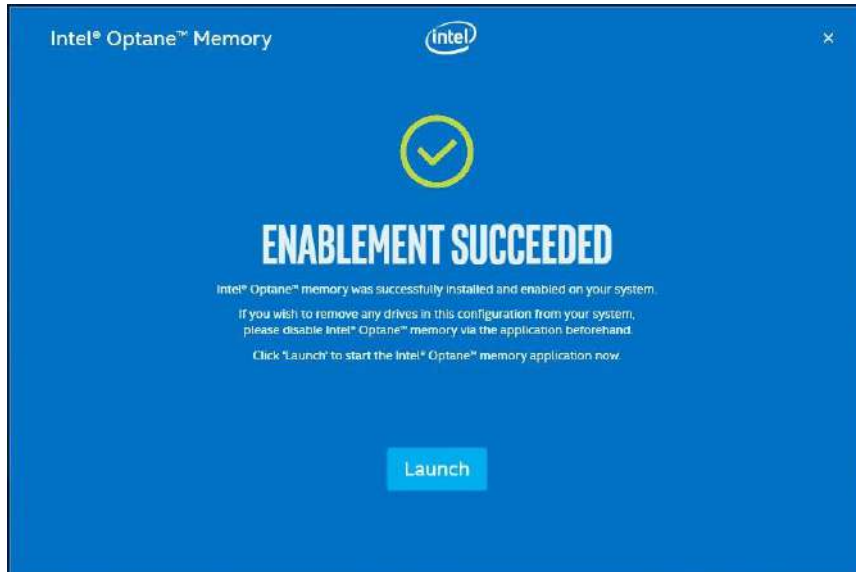 Intel® Optane™ Memory
intel
×
ENABLEMENT SUCCEEDED
Intel® Optane™ memory was successfully installed and enabled on your system.
If you wish to remove any drives in this configuration from your system,
please disable Intel® Optane™ memory via the application beforehand.
Click 'Launch' to start the Intel® Optane™ memory application now.
Launch